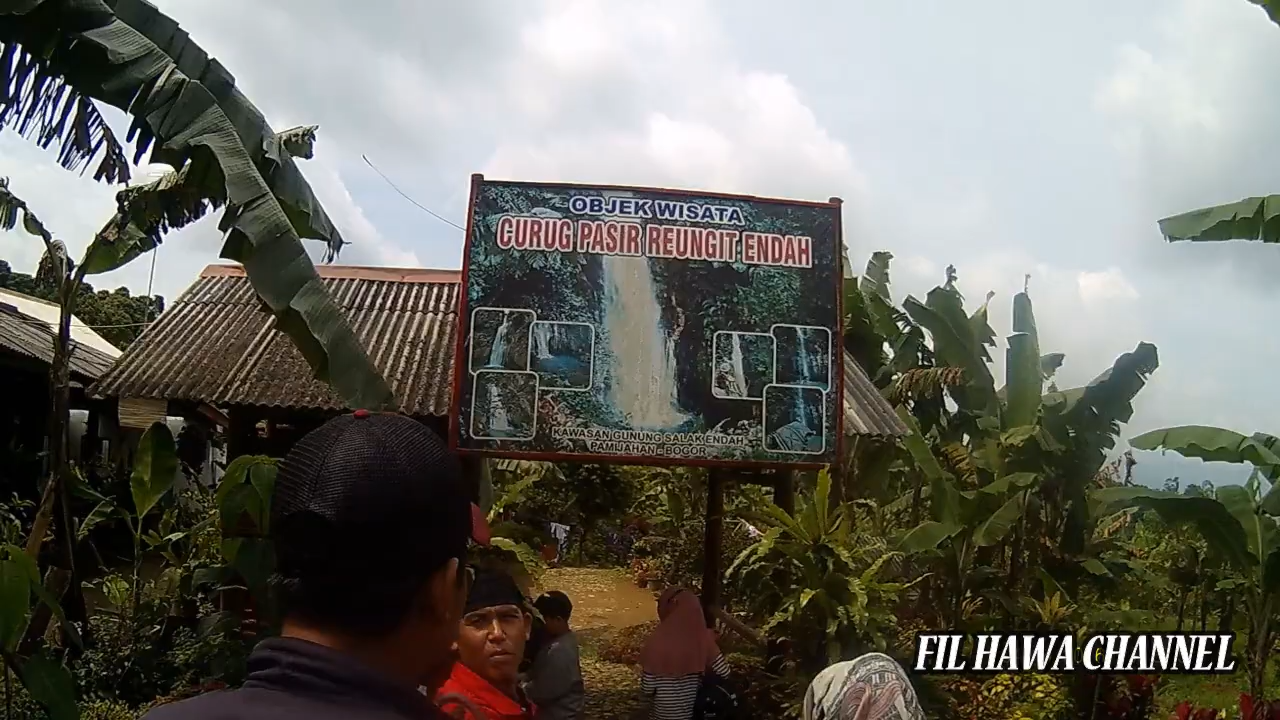 OBJEK WISATA
CURUG PASIR REUNGIT ENDAH
KAWASAN GUNUNG SALAK ENDAH
PAMIJAHAN - BOGOR
FIL HAWA CHANNEL